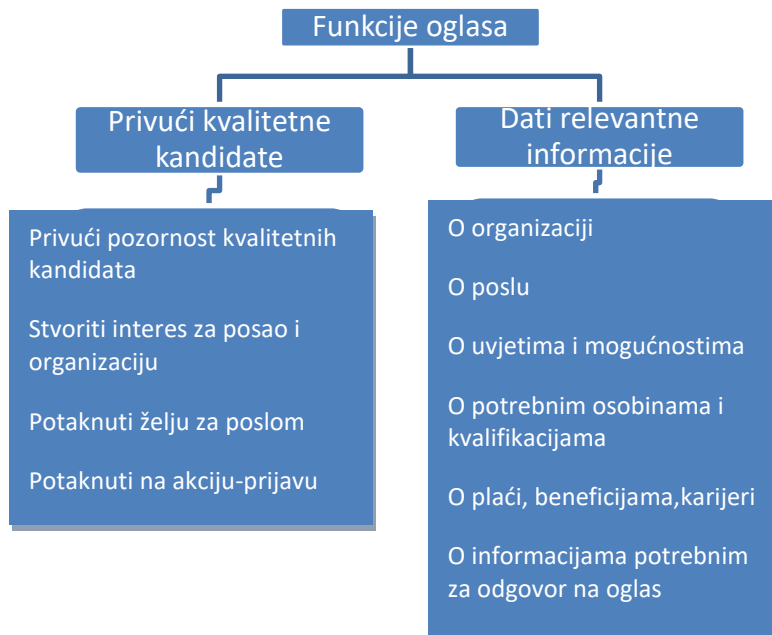 Funkcije oglasa
Privući kvalitetne
kandidate
Dati relevantne
informacije
Privući pozornost kvalitetnih
kandidata
Stvoriti interes za posao i
organizaciju
Potaknuti želju za poslom
Potaknuti na akciju-prijavu
O organizaciji
O poslu
O uvjetima i mogućnostima
O potrebnim osobinama i
kvalifikacijama
O plaći, beneficijama,karijeri
O informacijama potrebnim
za odgovor na oglas